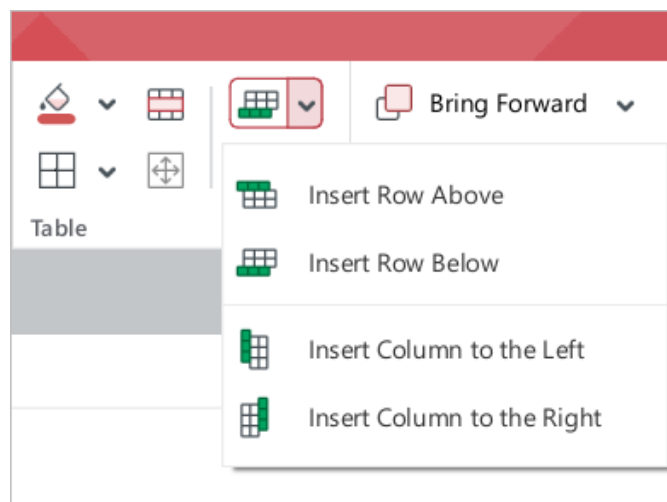 Bring Forward
Insert Row Above
Table
Insert Row Below
Insert Column to the Left
Insert Column to the Right